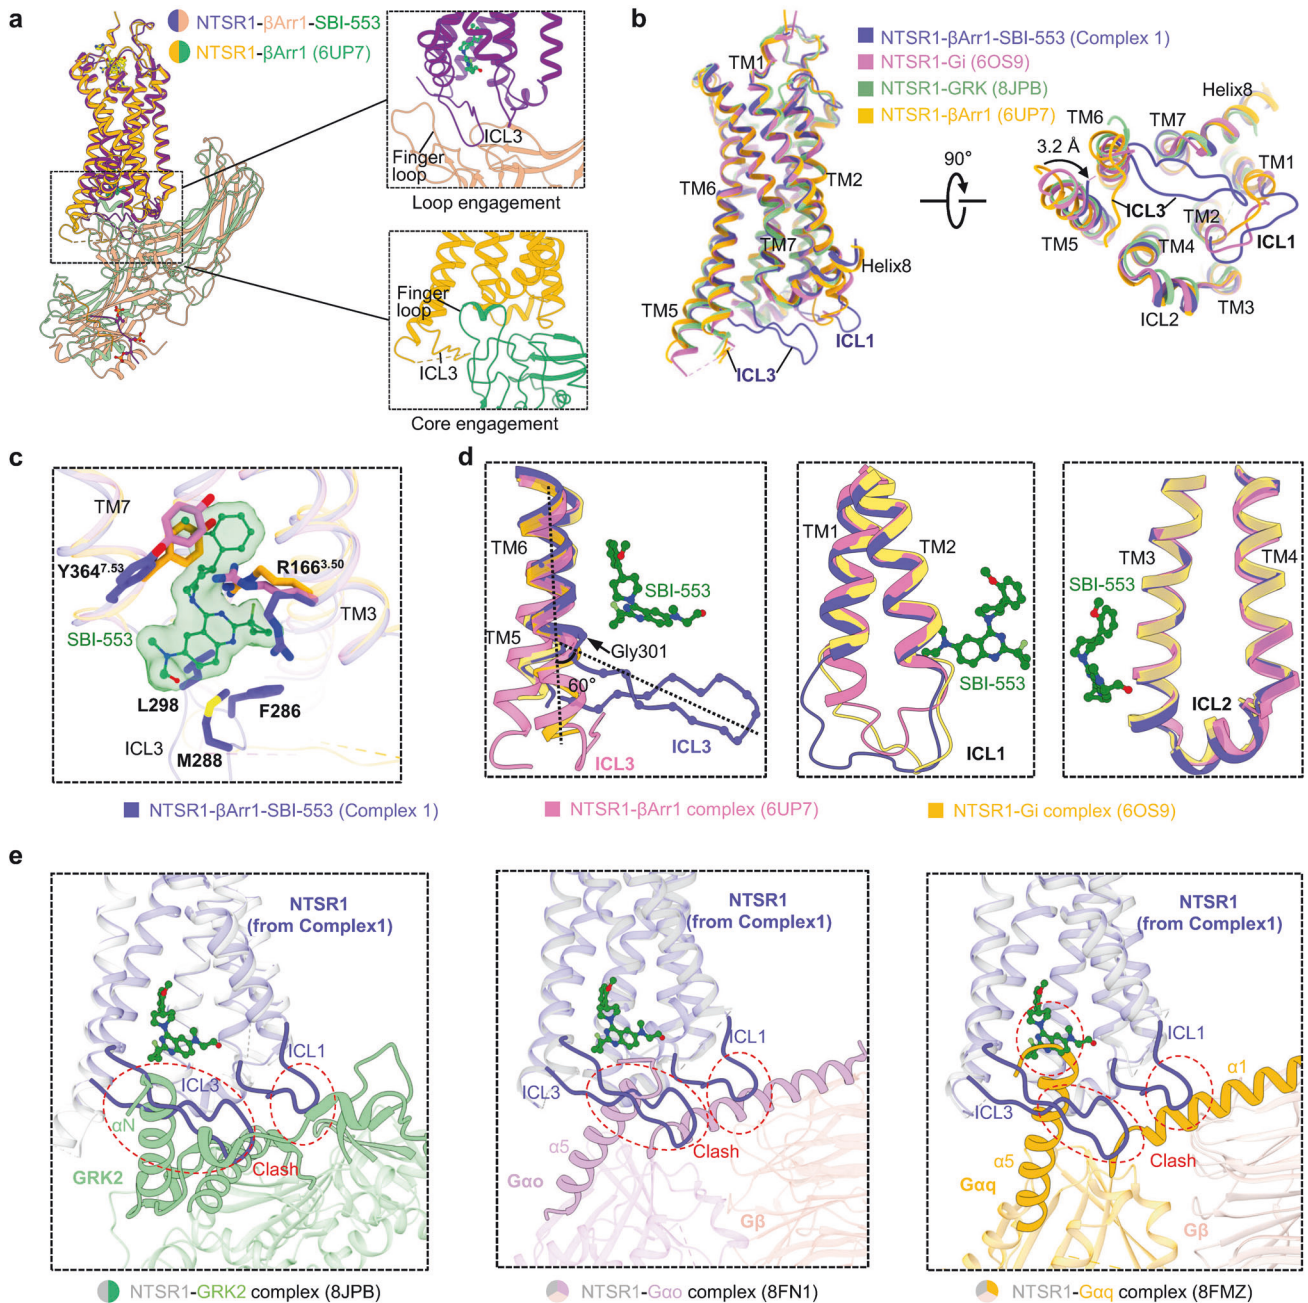 a
NTSR1-βArr1-SBI-553
NTSR1-βArr1 (6UP7)
ICL3
Finger
loop
Loop engagement
Finger
loop
ICL3
Core engagement
b
NTSR1-βArr1-SBI-553 (Complex 1)
NTSR1-Gi (6OS9)
NTSR1-GRK (8JPB)
NTSR1-βArr1 (6UP7)
TM1
TM6
TM2
TM7
Helix8
TM5
ICL1
ICL3
90°
Helix8
TM6
TM7
3.2 Å
TM1
ICL3
TM2
TM5
TM4
ICL1
TM3
ICL2
c
TM7
Y364⁷·⁵³
R166³·⁵⁰
TM3
SBI-553
L298
F286
ICL3
M288
d
TM6
SBI-553
TM5
Gly301
60°
ICL3
ICL3
TM1
TM2
SBI-553
ICL1
TM3
TM4
SBI-553
ICL2
NTSR1-βArr1-SBI-553 (Complex 1)
NTSR1-βArr1 complex (6UP7)
NTSR1-Gi complex (6OS9)
e
NTSR1
(from Complex1)
ICL1
ICL3
αN
GRK2
Clash
NTSR1-GRK2 complex (8JPB)
NTSR1
(from Complex1)
ICL1
ICL3
α5
Clash
Gαo
Gβ
NTSR1-Gαo complex (8FN1)
NTSR1
(from Complex1)
ICL1
α1
ICL3
α5
Clash
Gαq
Gβ
NTSR1-Gαq complex (8FMZ)